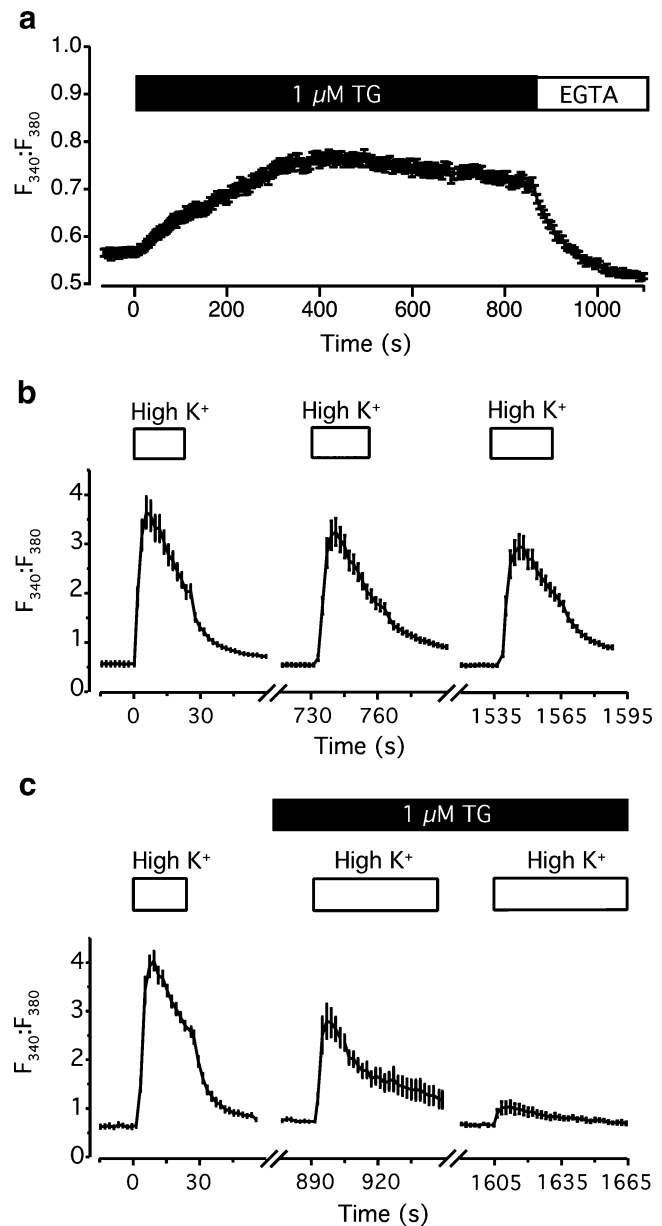 a
1.0
0.9
0.8
0.7
0.6
0.5
F340:F380
1 µM TG
EGTA
0 200 400 600 800 1000
Time (s)
b
High K+ High K+ High K+
4
3
2
1
0
F340:F380
0 30 730 760 1535 1565 1595
Time (s)
c
1 µM TG
High K+ High K+ High K+
4
3
2
1
0
F340:F380
0 30 890 920 1605 1635 1665
Time (s)